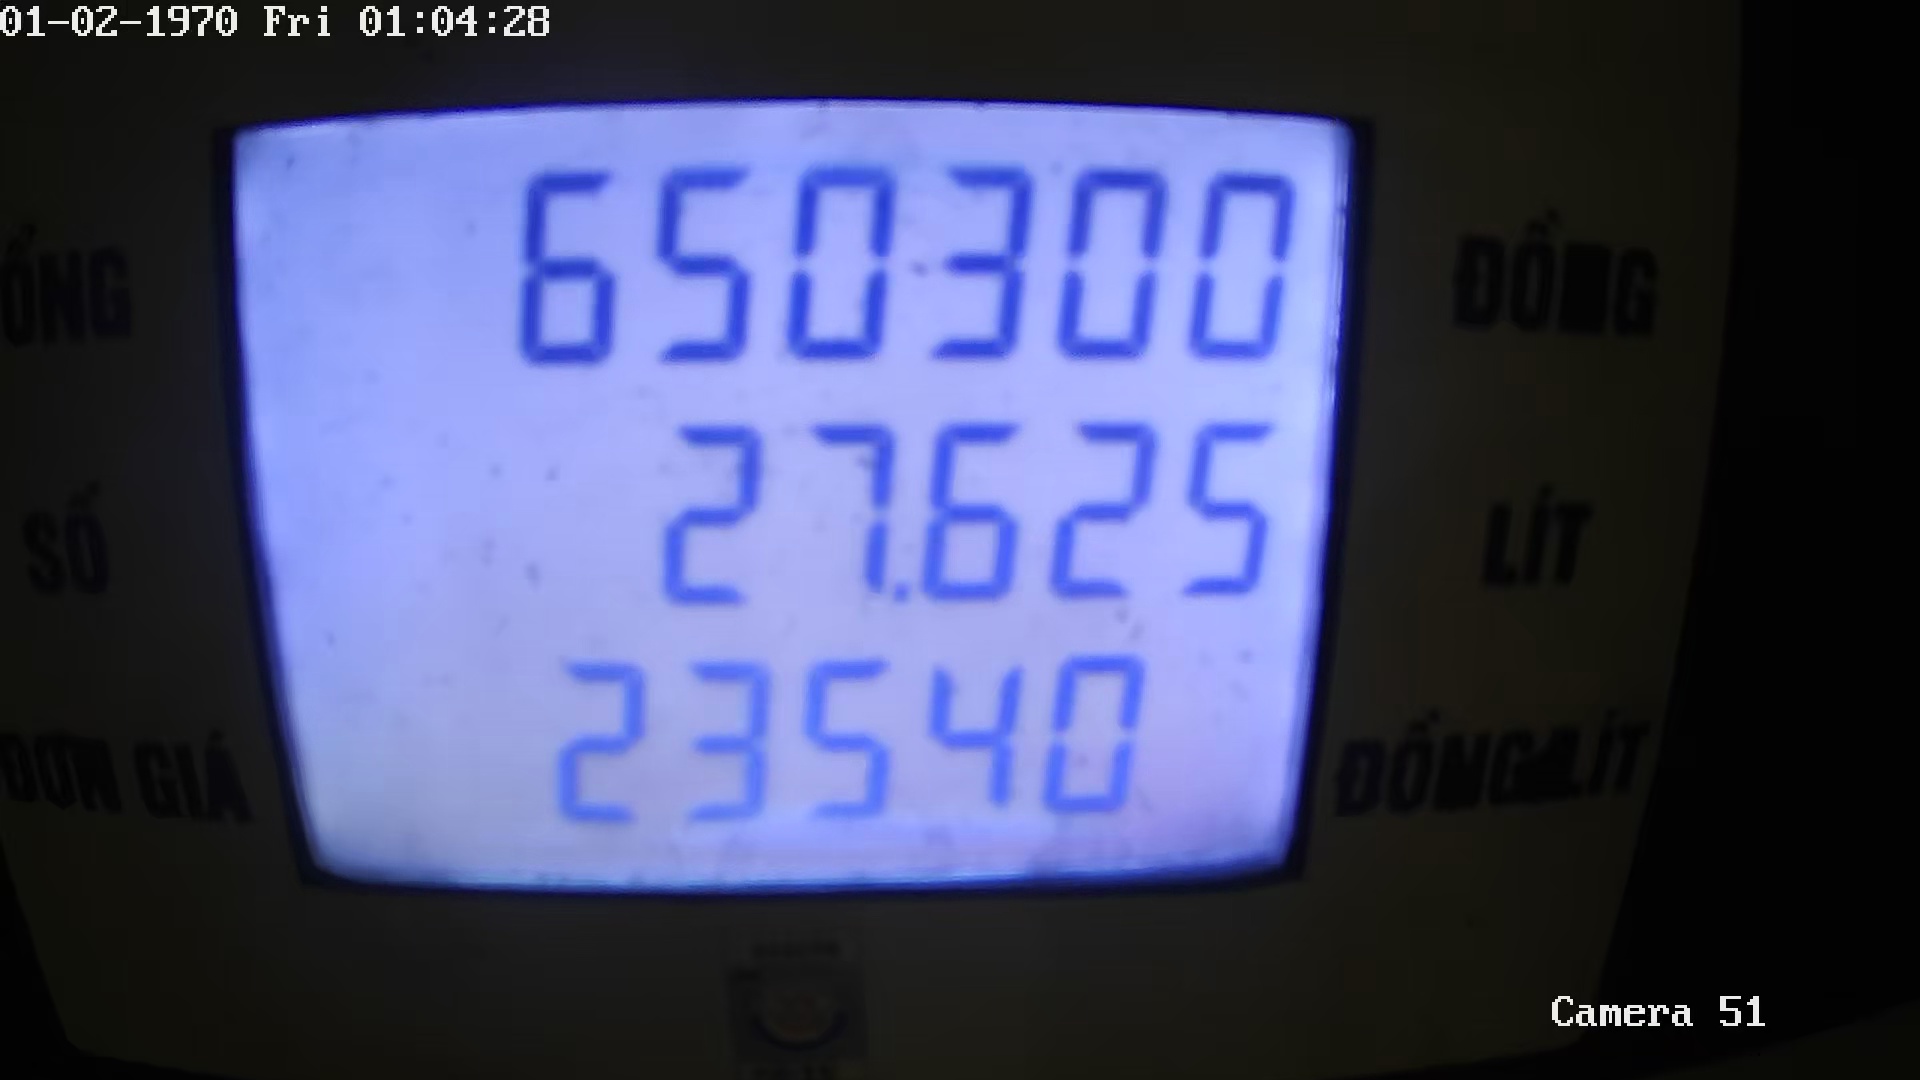 01-02-1970 Fri 01:04:28
650300 ĐỒNG
SỐ 27.625 LÍT
ĐƠN GIÁ 23540 ĐỒNG/LÍT
Camera 51